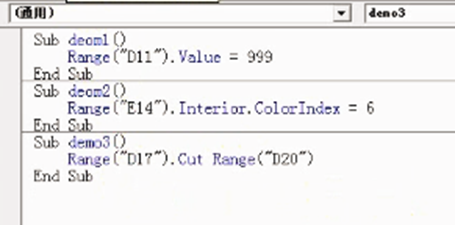 (通用)
demo3
Sub deom1()
Range("D11").Value = 999
End Sub
Sub deom2()
Range("E14").Interior.ColorIndex = 6
End Sub
Sub demo3()
Range("D17").Cut Range("D20")
End Sub